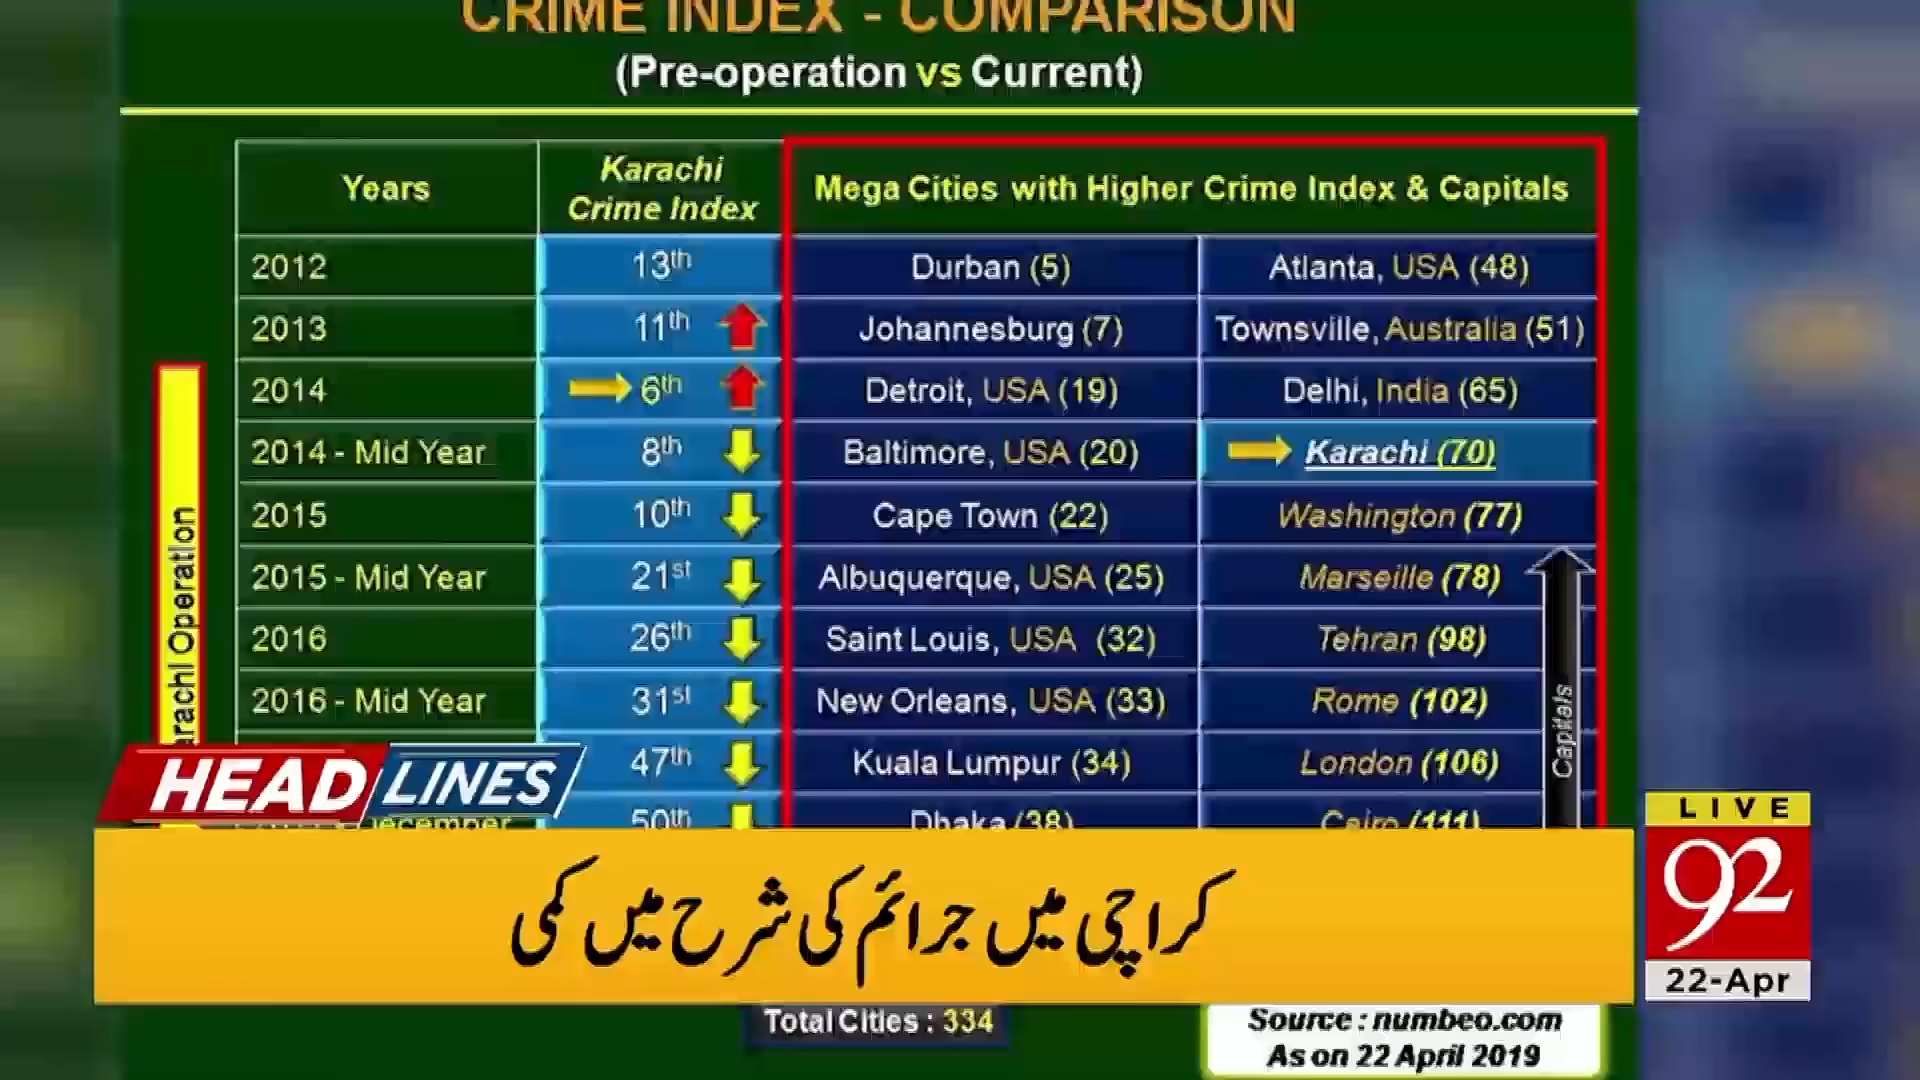 CRIME INDEX - COMPARISON
(Pre-operation vs Current)
Years
Karachi
Crime Index
Mega Cities with Higher Crime Index & Capitals
2012
13th
Durban (5)
Atlanta, USA (48)
2013
11th
Johannesburg (7)
Townsville, Australia (51)
2014
6th
Detroit, USA (19)
Delhi, India (65)
2014 - Mid Year
8th
Baltimore, USA (20)
Karachi (70)
2015
10th
Cape Town (22)
Washington (77)
2015 - Mid Year
21st
Albuquerque, USA (25)
Marseille (78)
2016
26th
Saint Louis, USA (32)
Tehran (98)
2016 - Mid Year
31st
New Orleans, USA (33)
Rome (102)
47th
Kuala Lumpur (34)
London (106)
50th
Dhaka (38)
Cairo (111)
Capitals
Operation
HEADLINES
کراچی میں جرائم کی شرح میں کمی
LIVE
92
22-Apr
Total Cities : 334
Source : numbeo.com
As on 22 April 2019